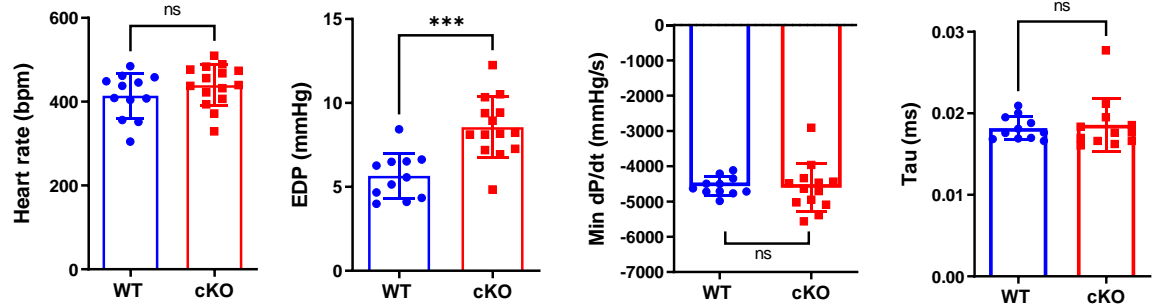 Heart rate (bpm)
600
400
200
0
ns
WT cKO
EDP (mmHg)
15
10
5
0
***
WT cKO
Min dP/dt (mmHg/s)
0
-1000
-2000
-3000
-4000
-5000
-6000
-7000
ns
WT cKO
Tau (ms)
0.03
0.02
0.01
0.00
ns
WT cKO